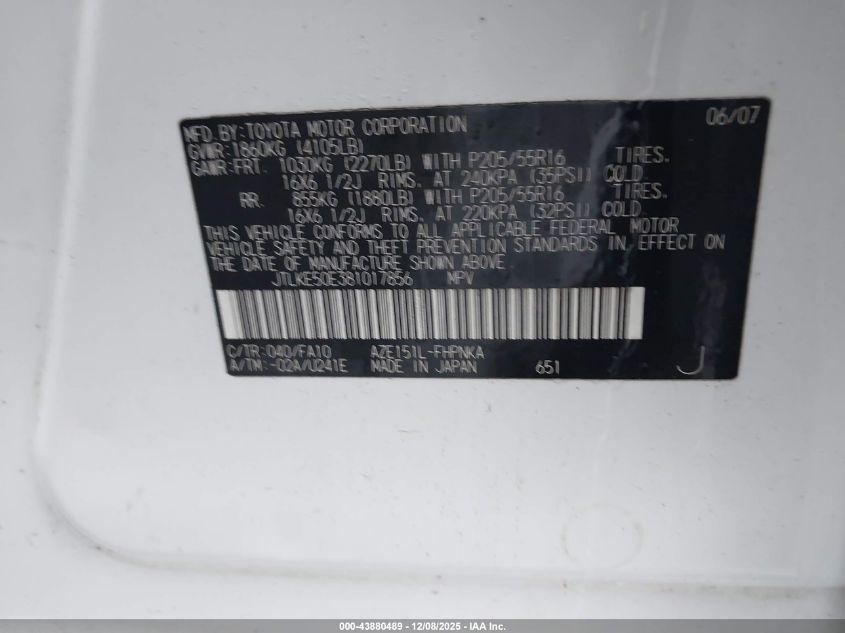 06/07
MFD.BY:TOYOTA MOTOR CORPORATION
GVWR:1860KG (4105LB)
GAWR:FRT. 1030KG (2270LB) WITH P205/55R16 TIRES.
16X6 1/2J RIMS. AT 240KPA (35PSI) COLD.
RR. 855KG (1880LB) WITH P205/55R16 TIRES.
16X6 1/2J RIMS. AT 220KPA (32PSI) COLD.
THIS VEHICLE CONFORMS TO ALL APPLICABLE FEDERAL MOTOR
VEHICLE SAFETY AND THEFT PREVENTION STANDARDS IN EFFECT ON
THE DATE OF MANUFACTURE SHOWN ABOVE
JTLKE50E381017856 MPV
C/TR:040/FA10 AZE151L-FHPNKA
A/TM:-02A/U241E MADE IN JAPAN 651 J
000-43880489 - 12/08/2025 - IAA Inc.